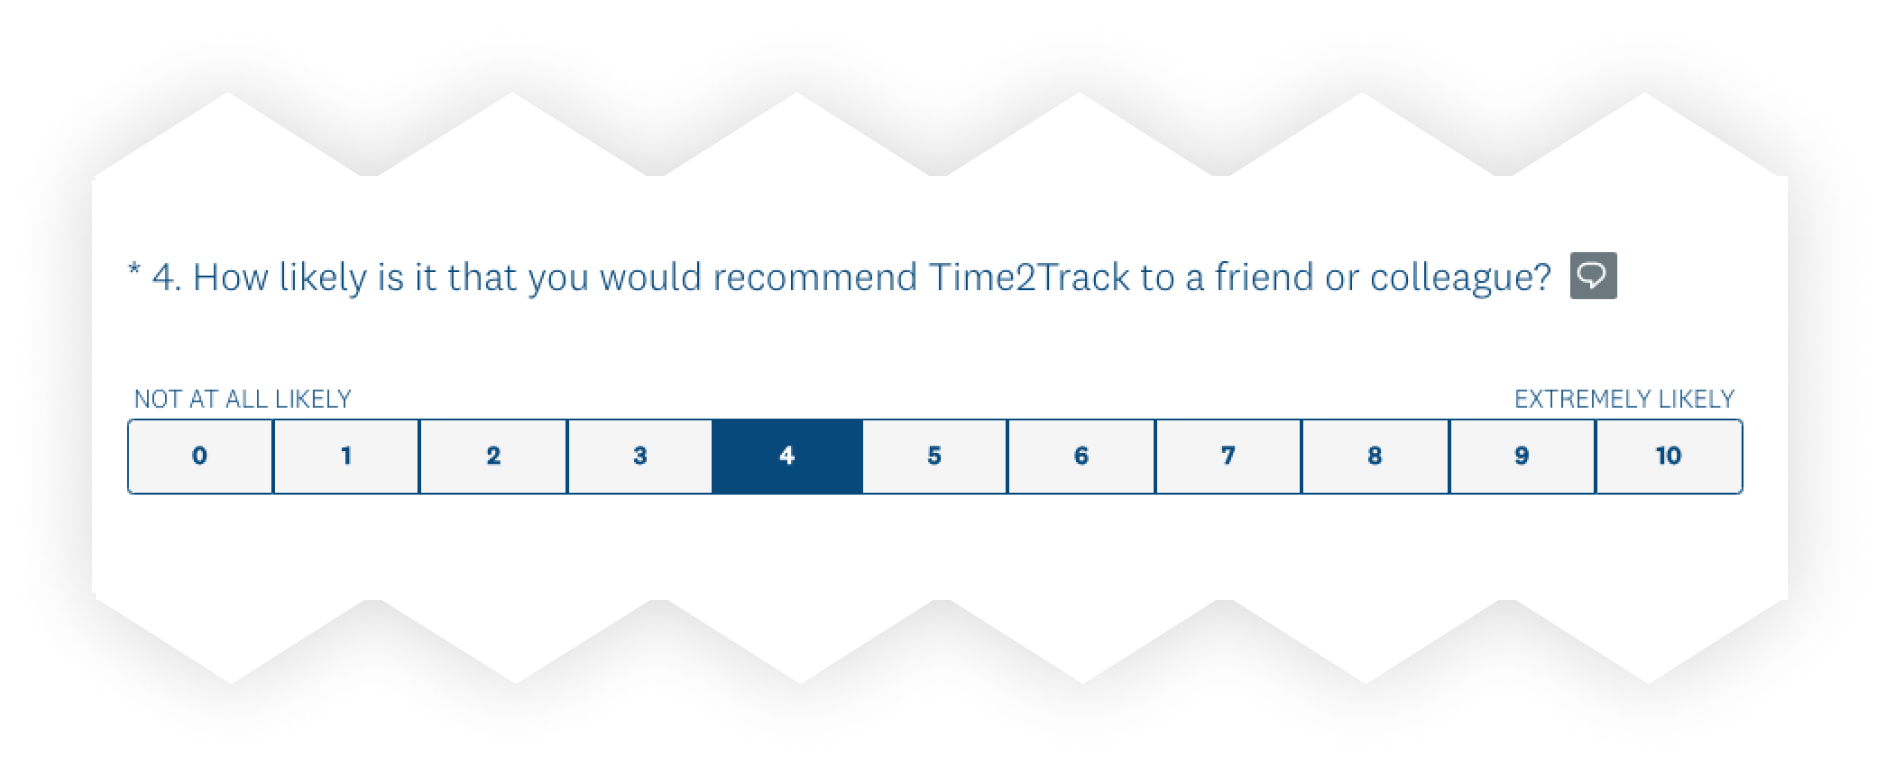 * 4. How likely is it that you would recommend Time2Track to a friend or colleague?
NOT AT ALL LIKELY EXTREMELY LIKELY
0 1 2 3 4 5 6 7 8 9 10